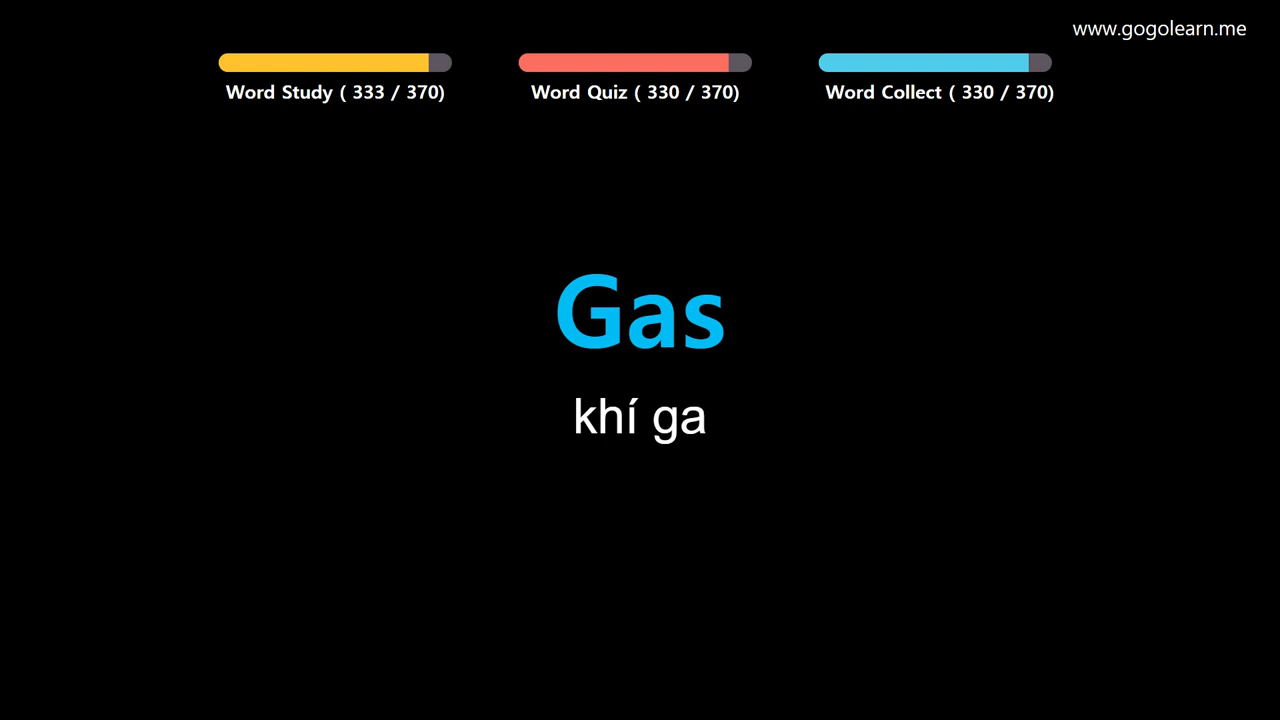 www.gogolearn.me
Word Study ( 333 / 370)
Word Quiz ( 330 / 370)
Word Collect ( 330 / 370)
Gas
khí ga